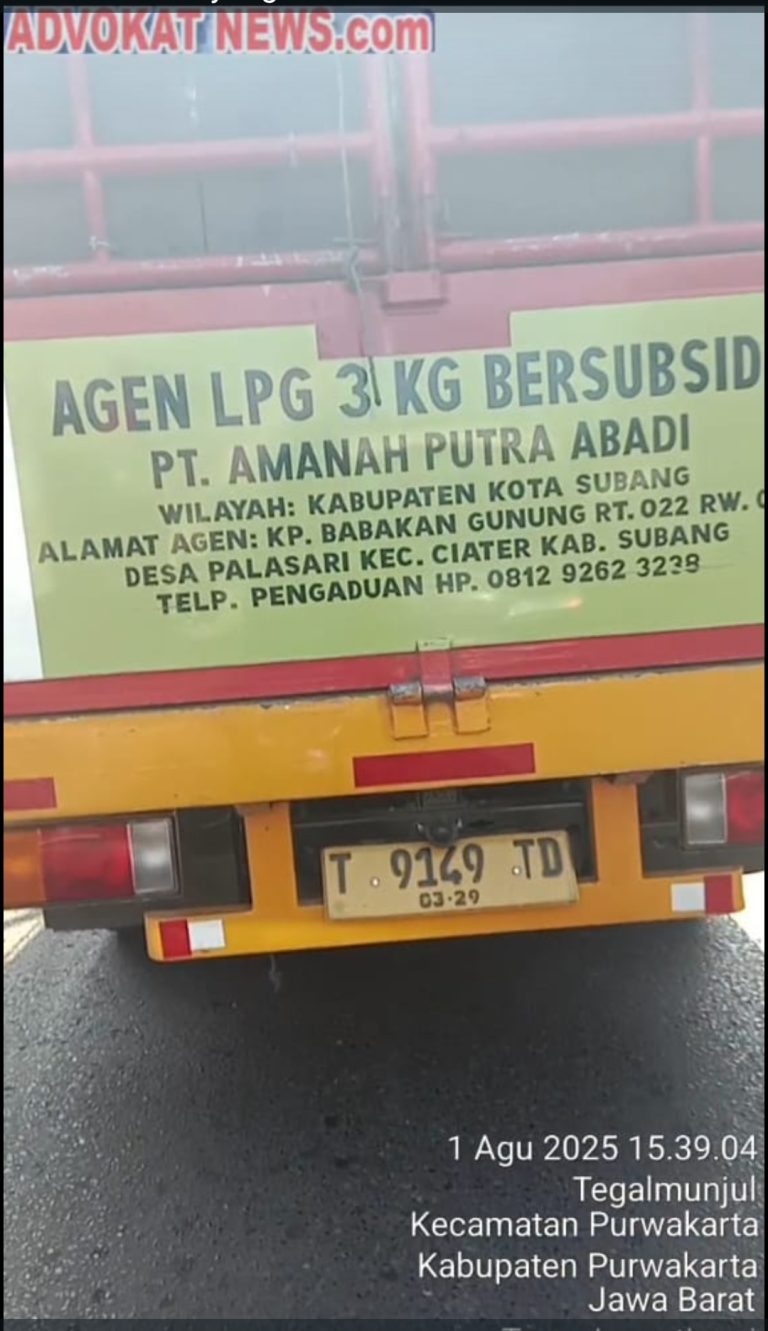 ADVOKAT NEWS.com
AGEN LPG 3 KG BERSUBSID
PT. AMANAH PUTRA ABADI
WILAYAH: KABUPATEN KOTA SUBANG
ALAMAT AGEN: KP. BABAKAN GUNUNG RT. 022 RW.
DESA PALASARI KEC. CIATER KAB. SUBANG
TELP. PENGADUAN HP. 0812 9262 3238
T 9149 TD
03·29
1 Agu 2025 15.39.04
Tegalmunjul
Kecamatan Purwakarta
Kabupaten Purwakarta
Jawa Barat